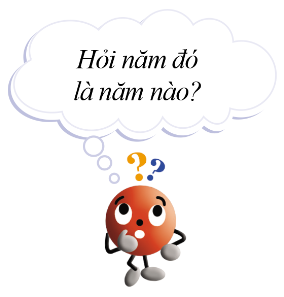 Hỏi năm đó
là năm nào?
??